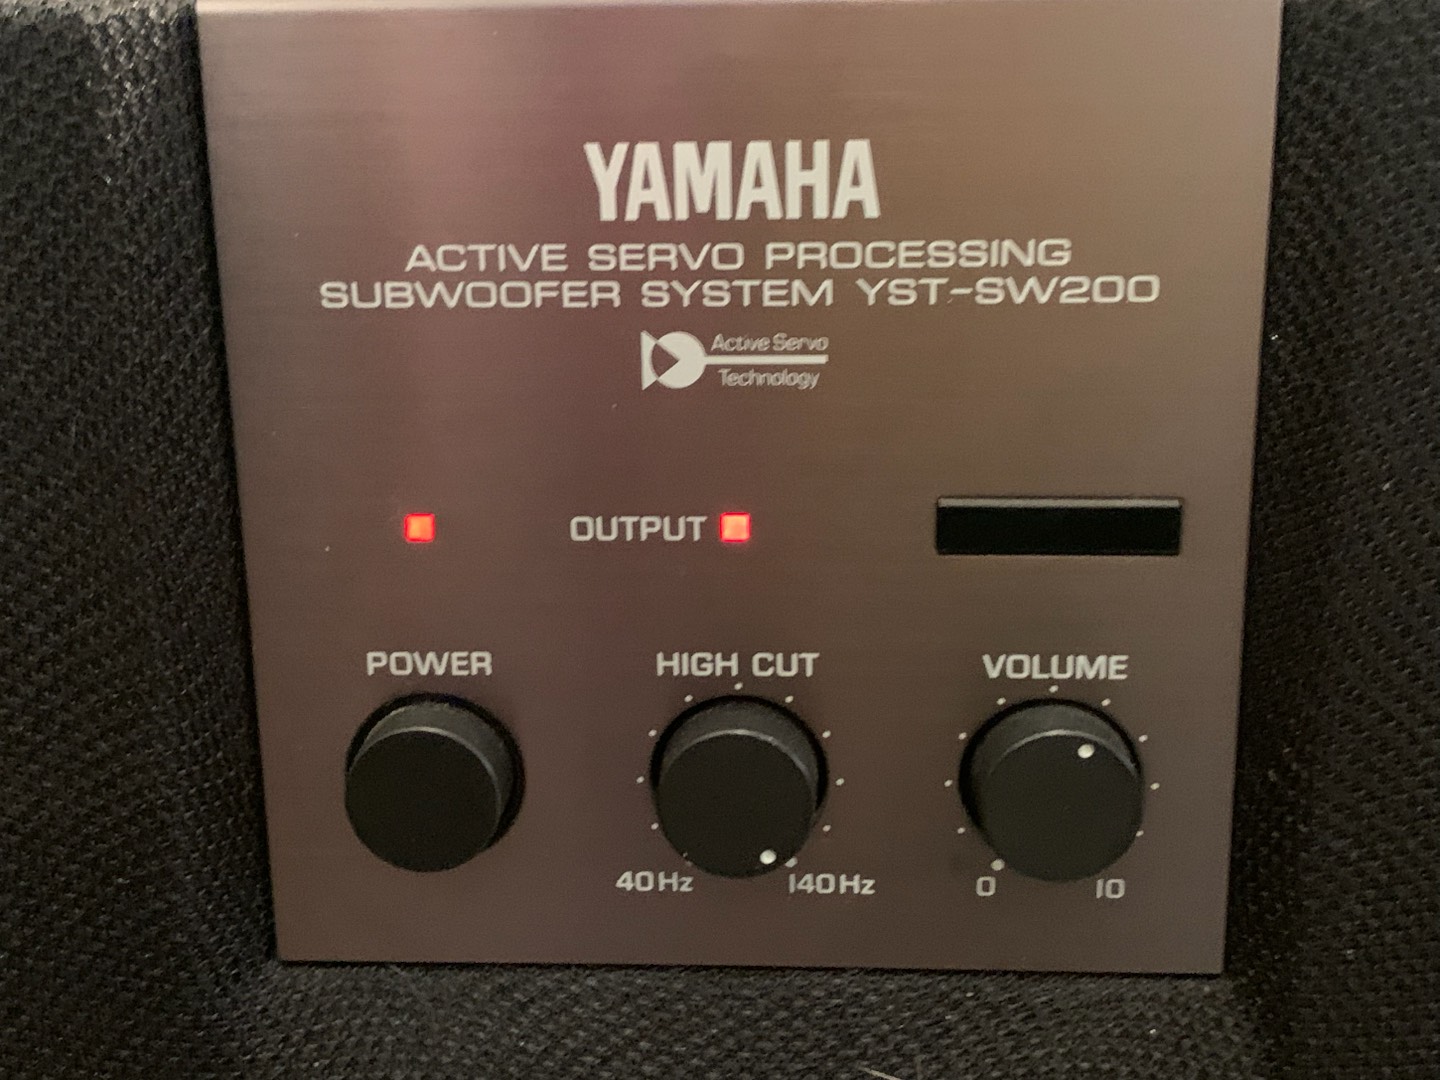 YAMAHA
ACTIVE SERVO PROCESSING
SUBWOOFER SYSTEM YST-SW200
Active Servo
Technology
OUTPUT
POWER
HIGH CUT
VOLUME
40Hz
140Hz
0
10